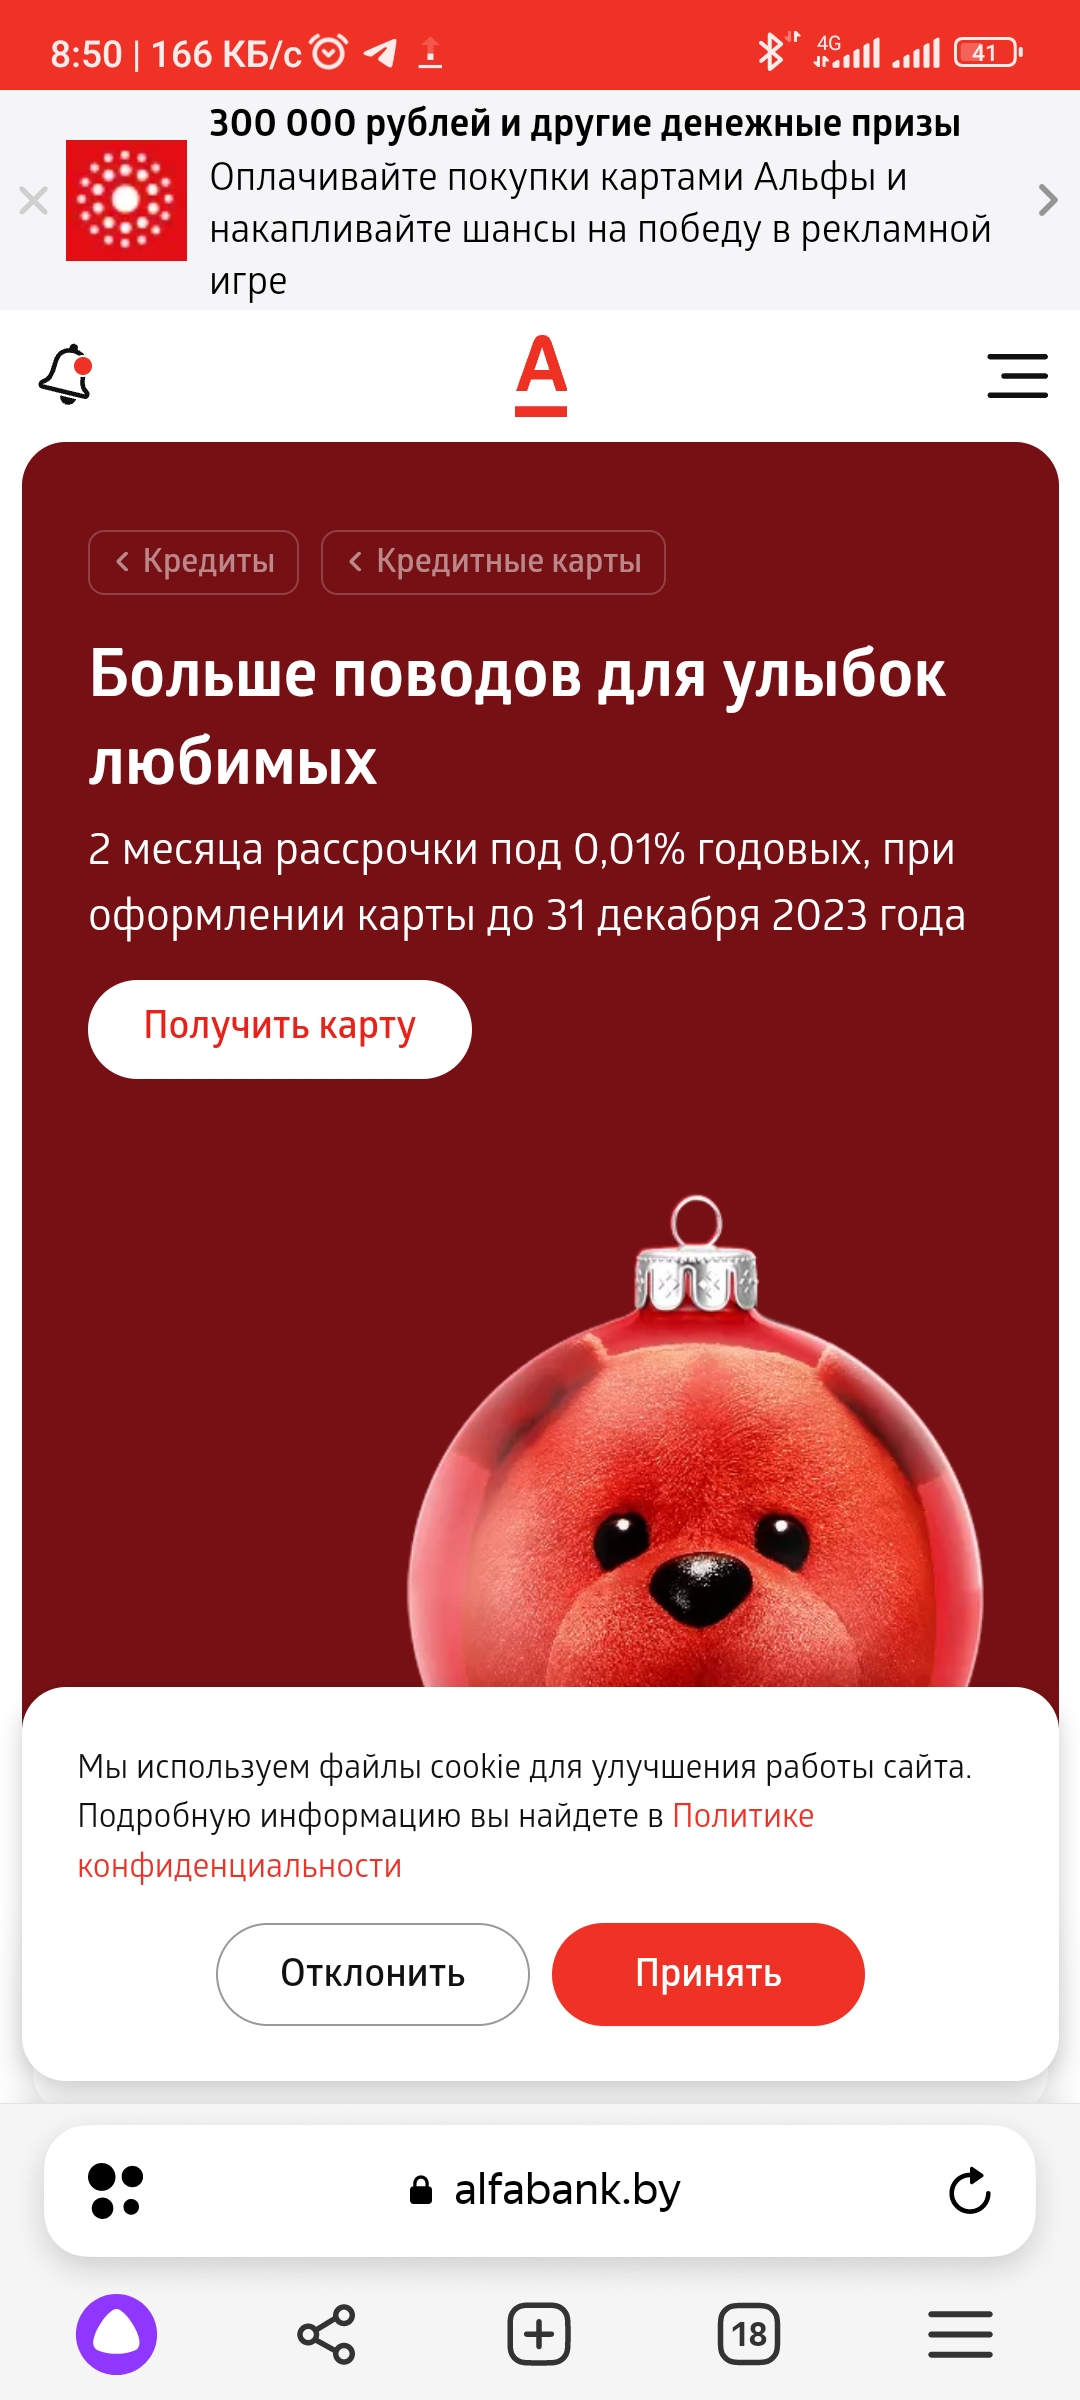 8:50 | 166 КБ/с
4G
41
300 000 рублей и другие денежные призы
Оплачивайте покупки картами Альфы и
накапливайте шансы на победу в рекламной
игре
А
Кредиты
Кредитные карты
Больше поводов для улыбок
любимых
2 месяца рассрочки под 0,01% годовых, при
оформлении карты до 31 декабря 2023 года
Получить карту
Мы используем файлы cookie для улучшения работы сайта.
Подробную информацию вы найдете в Политике
конфиденциальности
Отклонить
Принять
alfabank.by
18